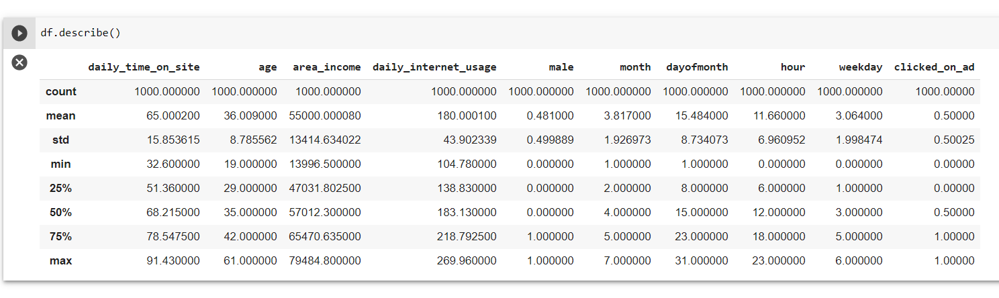 df.describe()
daily_time_on_site age area_income daily_internet_usage male month dayofmonth hour weekday clicked_on_ad
count 1000.000000 1000.000000 1000.000000 1000.000000 1000.000000 1000.000000 1000.000000 1000.000000 1000.000000 1000.00000
mean 65.000200 36.009000 55000.000080 180.000100 0.481000 3.817000 15.484000 11.660000 3.064000 0.50000
std 15.853615 8.785562 13414.634022 43.902339 0.499889 1.926973 8.734073 6.960952 1.998474 0.50025
min 32.600000 19.000000 13996.500000 104.780000 0.000000 1.000000 1.000000 0.000000 0.000000 0.00000
25% 51.360000 29.000000 47031.802500 138.830000 0.000000 2.000000 8.000000 6.000000 1.000000 0.00000
50% 68.215000 35.000000 57012.300000 183.130000 0.000000 4.000000 15.000000 12.000000 3.000000 0.50000
75% 78.547500 42.000000 65470.635000 218.792500 1.000000 5.000000 23.000000 18.000000 5.000000 1.00000
max 91.430000 61.000000 79484.800000 269.960000 1.000000 7.000000 31.000000 23.000000 6.000000 1.00000